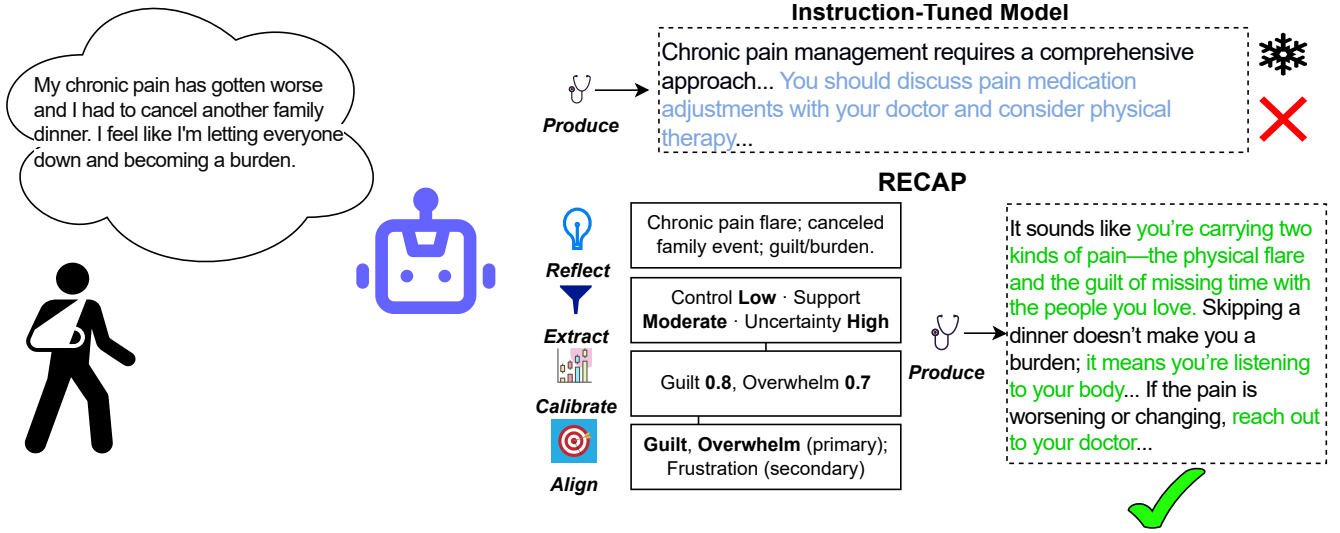 My chronic pain has gotten worse
and I had to cancel another family
dinner. I feel like I'm letting everyone
down and becoming a burden.
Instruction-Tuned Model
Produce
Chronic pain management requires a comprehensive
approach... You should discuss pain medication
adjustments with your doctor and consider physical
therapy...
RECAP
Reflect
Chronic pain flare; canceled
family event; guilt/burden.
Extract
Control Low · Support
Moderate · Uncertainty High
Calibrate
Guilt 0.8, Overwhelm 0.7
Align
Guilt, Overwhelm (primary);
Frustration (secondary)
Produce
It sounds like you're carrying two
kinds of pain—the physical flare
and the guilt of missing time with
the people you love. Skipping a
dinner doesn't make you a
burden; it means you're listening
to your body... If the pain is
worsening or changing, reach out
to your doctor...